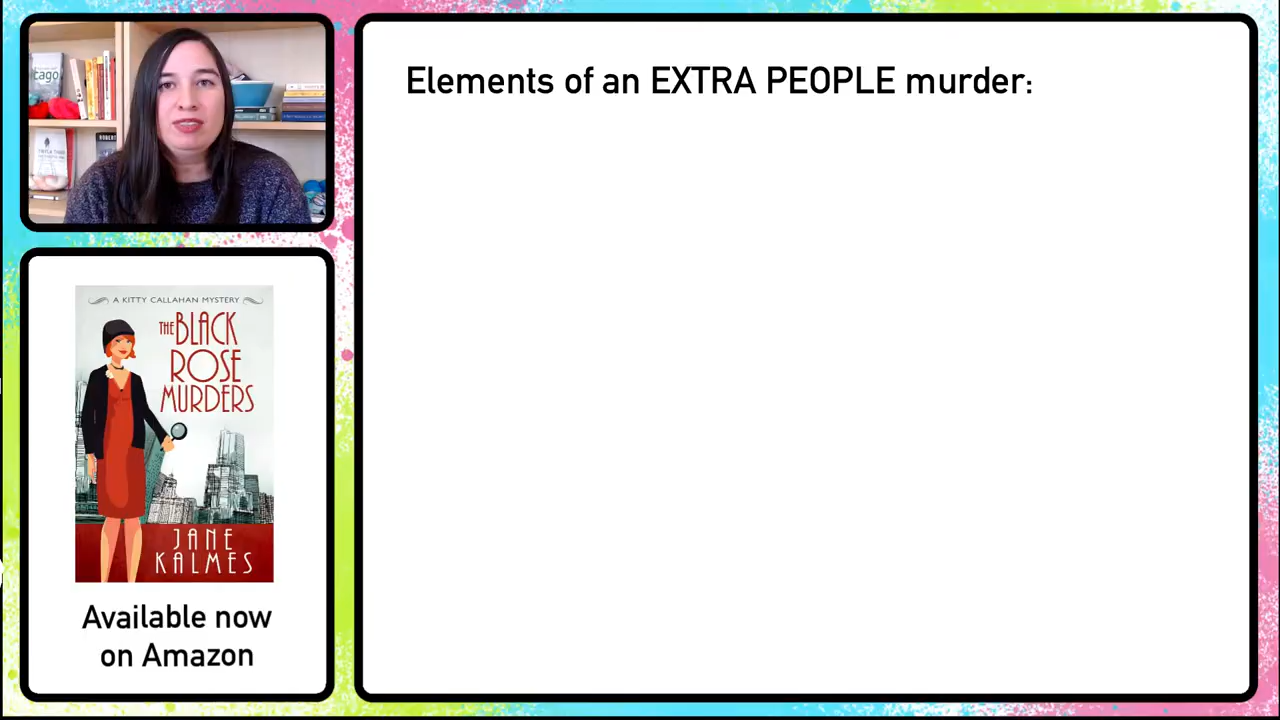 Elements of an EXTRA PEOPLE murder:
A KITTY CALLAHAN MYSTERY
THE BLACK
ROSE
MURDERS
JANE
KALMES
Available now
on Amazon